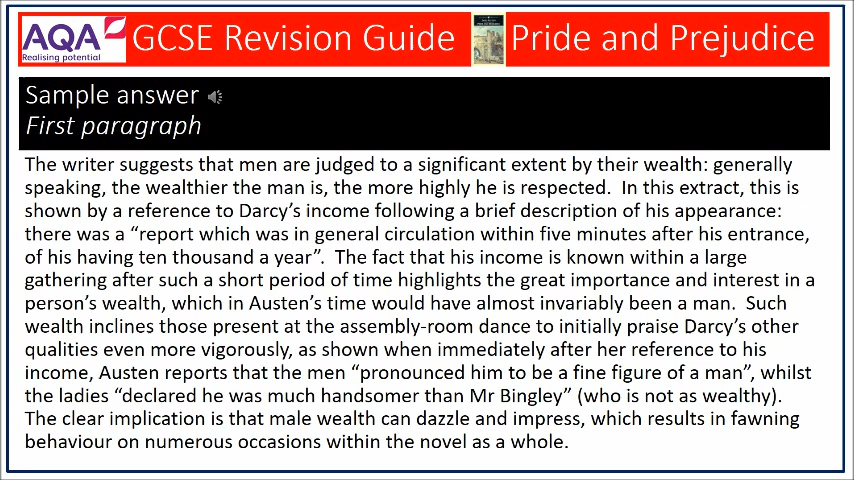 AQA
Realising potential
GCSE Revision Guide
Pride and Prejudice
Sample answer
First paragraph
The writer suggests that men are judged to a significant extent by their wealth: generally
speaking, the wealthier the man is, the more highly he is respected.  In this extract, this is
shown by a reference to Darcy's income following a brief description of his appearance:
there was a “report which was in general circulation within five minutes after his entrance,
of his having ten thousand a year”.  The fact that his income is known within a large
gathering after such a short period of time highlights the great importance and interest in a
person's wealth, which in Austen's time would have almost invariably been a man.  Such
wealth inclines those present at the assembly-room dance to initially praise Darcy's other
qualities even more vigorously, as shown when immediately after her reference to his
income, Austen reports that the men “pronounced him to be a fine figure of a man”, whilst
the ladies “declared he was much handsomer than Mr Bingley” (who is not as wealthy).
The clear implication is that male wealth can dazzle and impress, which results in fawning
behaviour on numerous occasions within the novel as a whole.